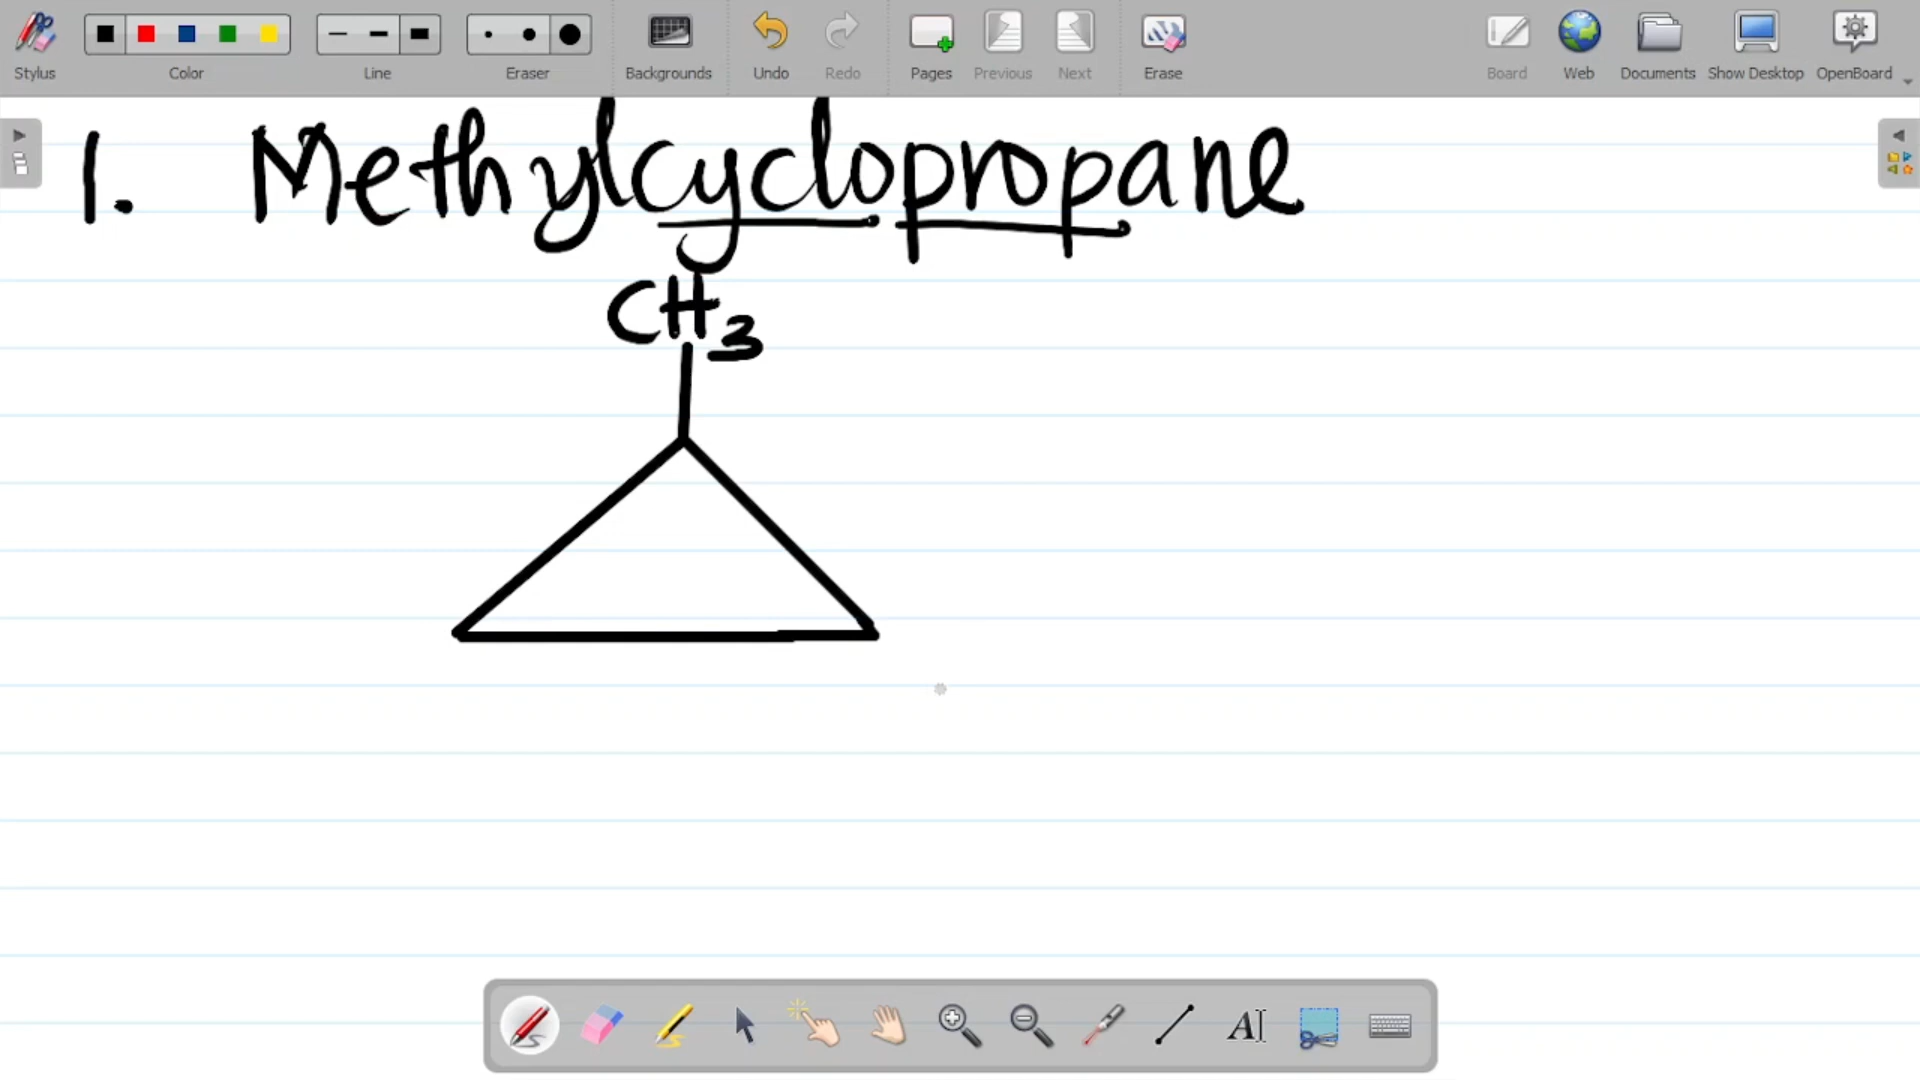 Stylus
Color
Line
Eraser
Backgrounds
Undo
Redo
Pages
Previous
Next
Erase
Board
Web
Documents
Show Desktop
OpenBoard
1. Methylcyclopropane
CH3